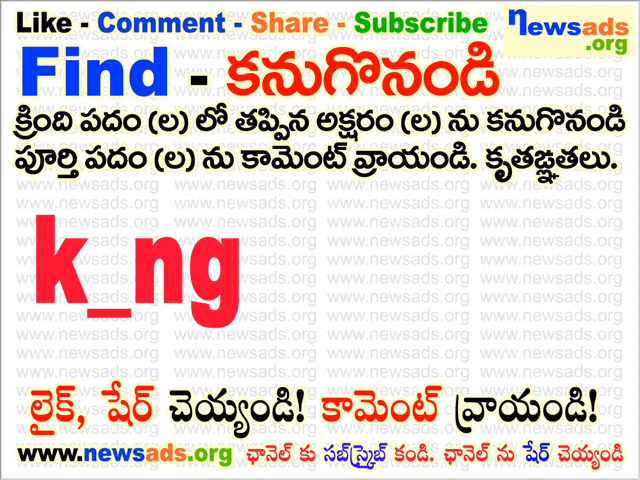 Like - Comment - Share - Subscribe
newsads
.org
Find - కనుగొనండి
క్రింది పదం (ల) లో తప్పిన అక్షరం (ల) ను కనుగొనండి
పూర్తి పదం (ల) ను కామెంట్ వ్రాయండి. కృతజ్ఞతలు.
k_ng
లైక్, షేర్ చెయ్యండి! కామెంట్ వ్రాయండి!
www.newsads.org ఛానెల్ కు సబ్‌స్క్రైబ్ కండి. ఛానెల్ ను షేర్ చెయ్యండి